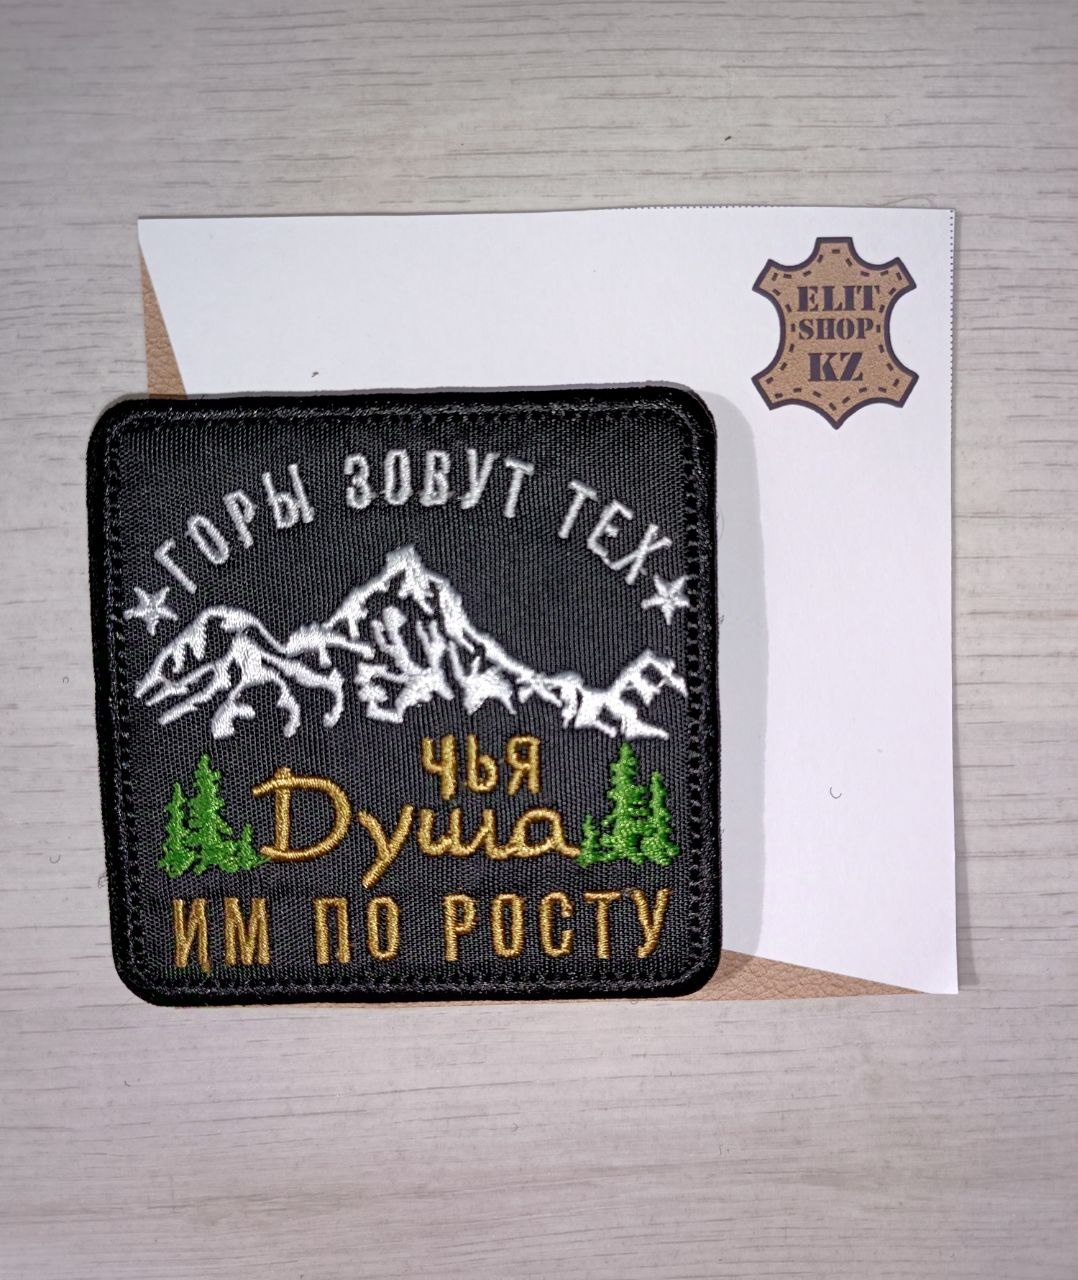 ELIT
SHOP
KZ
ГОРЫ ЗОВУТ ТЕХ
ЧЬЯ
Душа
ИМ ПО РОСТУ